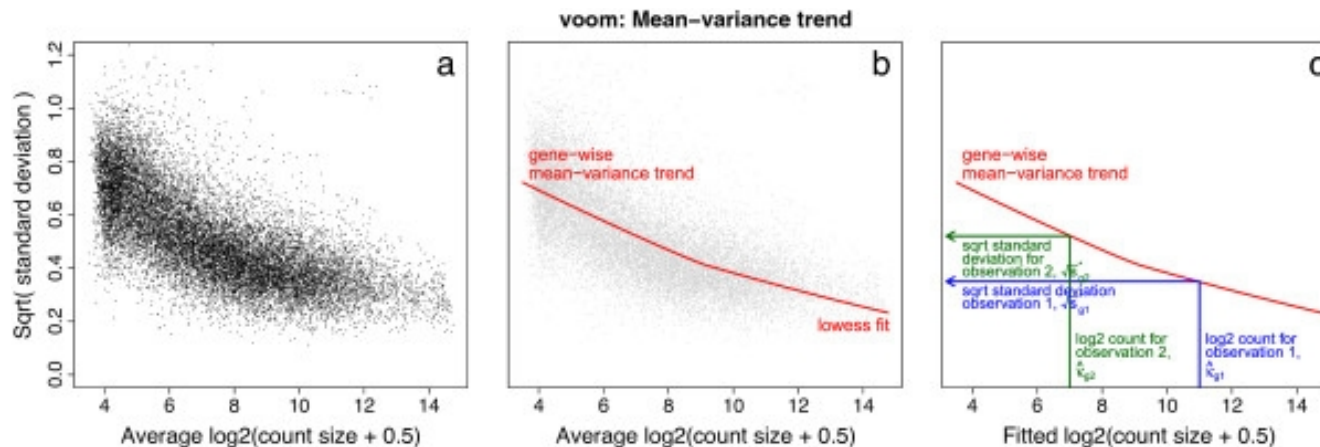 voom: Mean−variance trend
a
1.2
1.0
0.8
0.6
0.4
0.2
0.0
Sqrt( standard deviation )
4 6 8 10 12 14
Average log2(count size + 0.5)
b
gene−wise
mean−variance trend
lowess fit
4 6 8 10 12 14
Average log2(count size + 0.5)
c
gene−wise
mean−variance trend
sqrt standard
deviation for
observation 2,
sqrt standard deviation
observation 1,
log2 count for
observation 2,
log2 count for
observation 1,
4 6 8 10 12 14
Fitted log2(count size + 0.5)